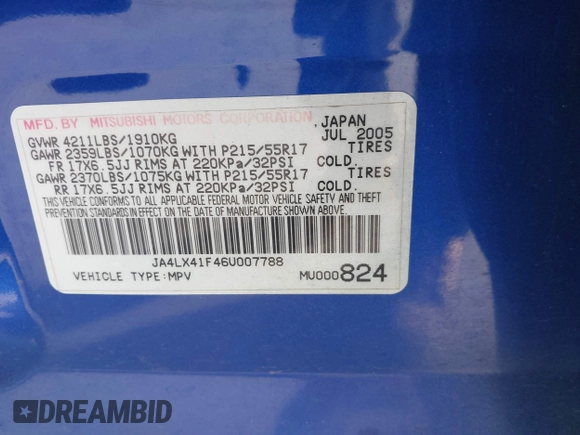 MFD. BY MITSUBISHI MOTORS CORPORATION, JAPAN
GVWR 4211LBS/1910KG JUL 2005
GAWR 2359LBS/1070KG WITH P215/55R17 TIRES
FR 17X6.5JJ RIMS AT 220KPa/32PSI COLD.
GAWR 2370LBS/1075KG WITH P215/55R17 TIRES
RR 17X6.5JJ RIMS AT 220KPa/32PSI COLD.
THIS VEHICLE CONFORMS TO ALL APPLICABLE FEDERAL MOTOR VEHICLE SAFETY AND THEFT
PREVENTION STANDARDS IN EFFECT ON THE DATE OF MANUFACTURE SHOWN ABOVE.
JA4LX41F46U007788
VEHICLE TYPE:MPV MU000824
DREAMBID